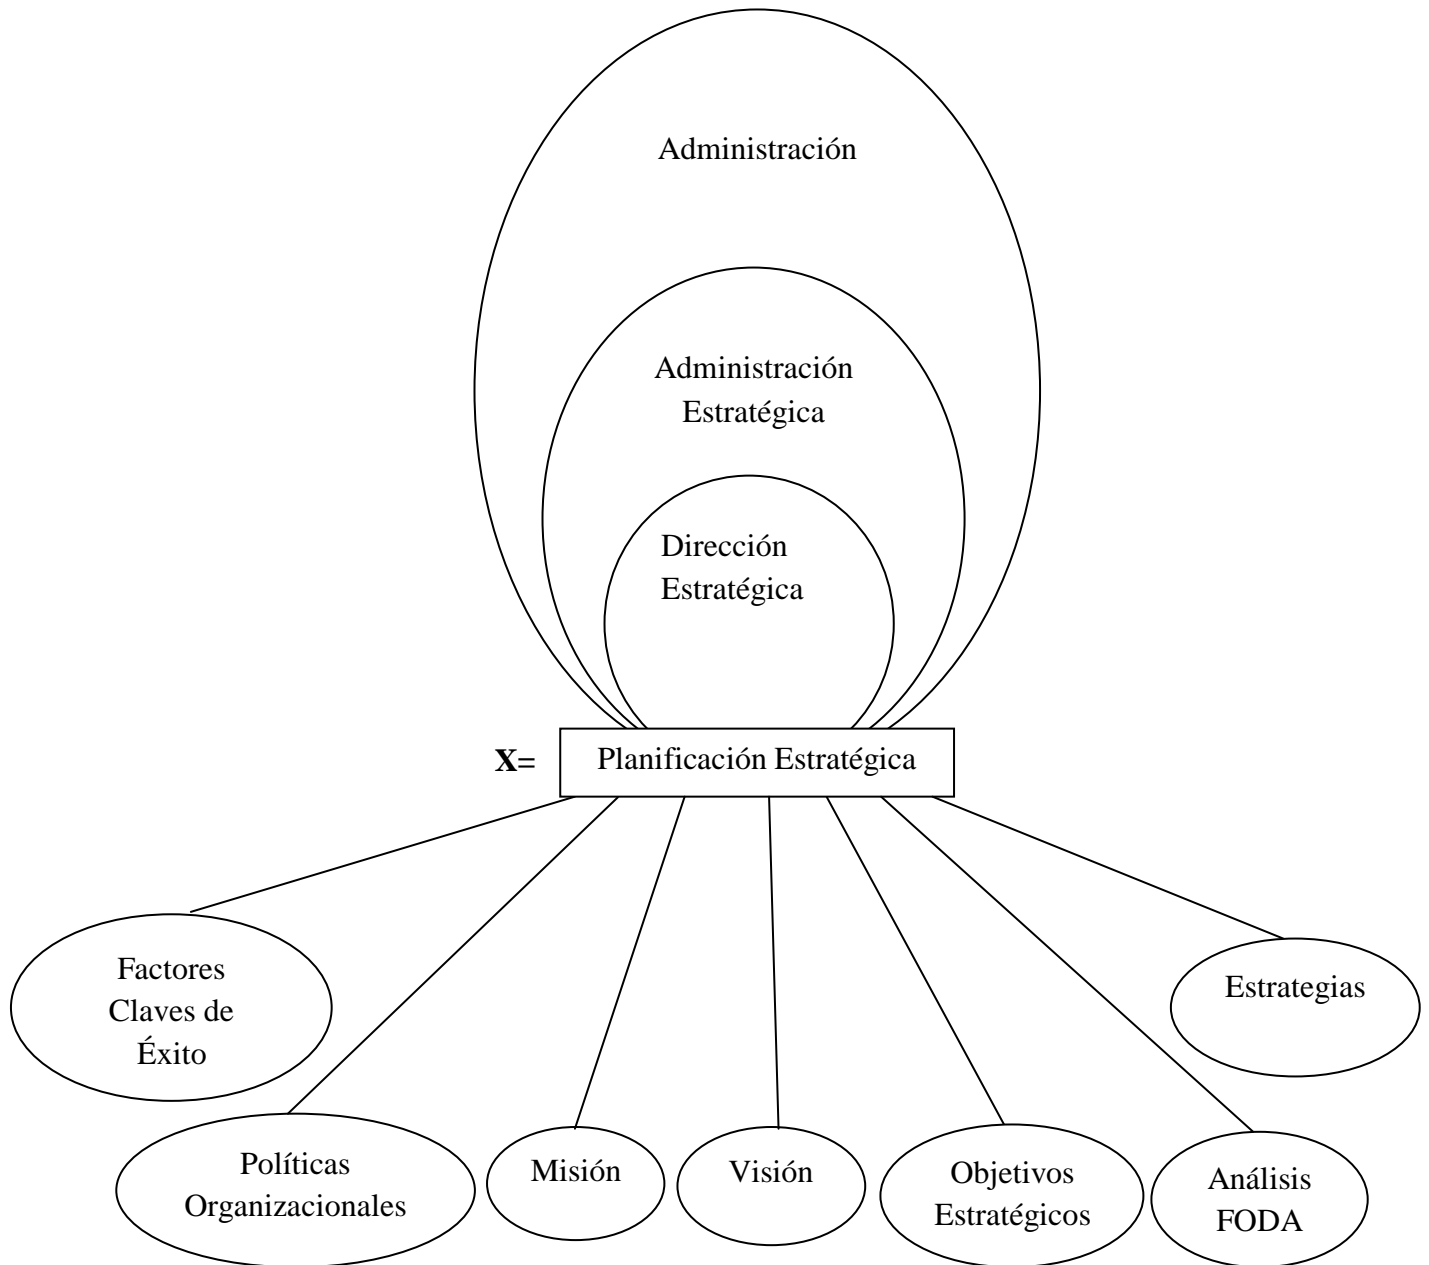 Administración
Administración
Estratégica
Dirección
Estratégica
X=
Planificación Estratégica
Factores
Claves de
Éxito
Políticas
Organizacionales
Misión
Visión
Objetivos
Estratégicos
Análisis
FODA
Estrategias